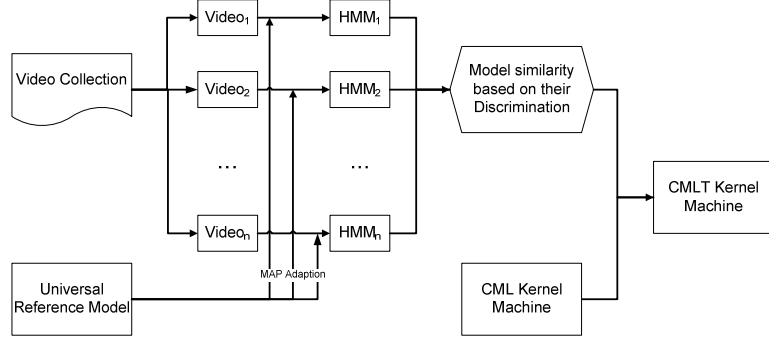 Video Collection
Video₁
HMM₁
Video₂
HMM₂
...
...
Videoₙ
HMMₙ
Model similarity
based on their
Discrimination
CMLT Kernel
Machine
MAP Adaption
Universal
Reference Model
CML Kernel
Machine